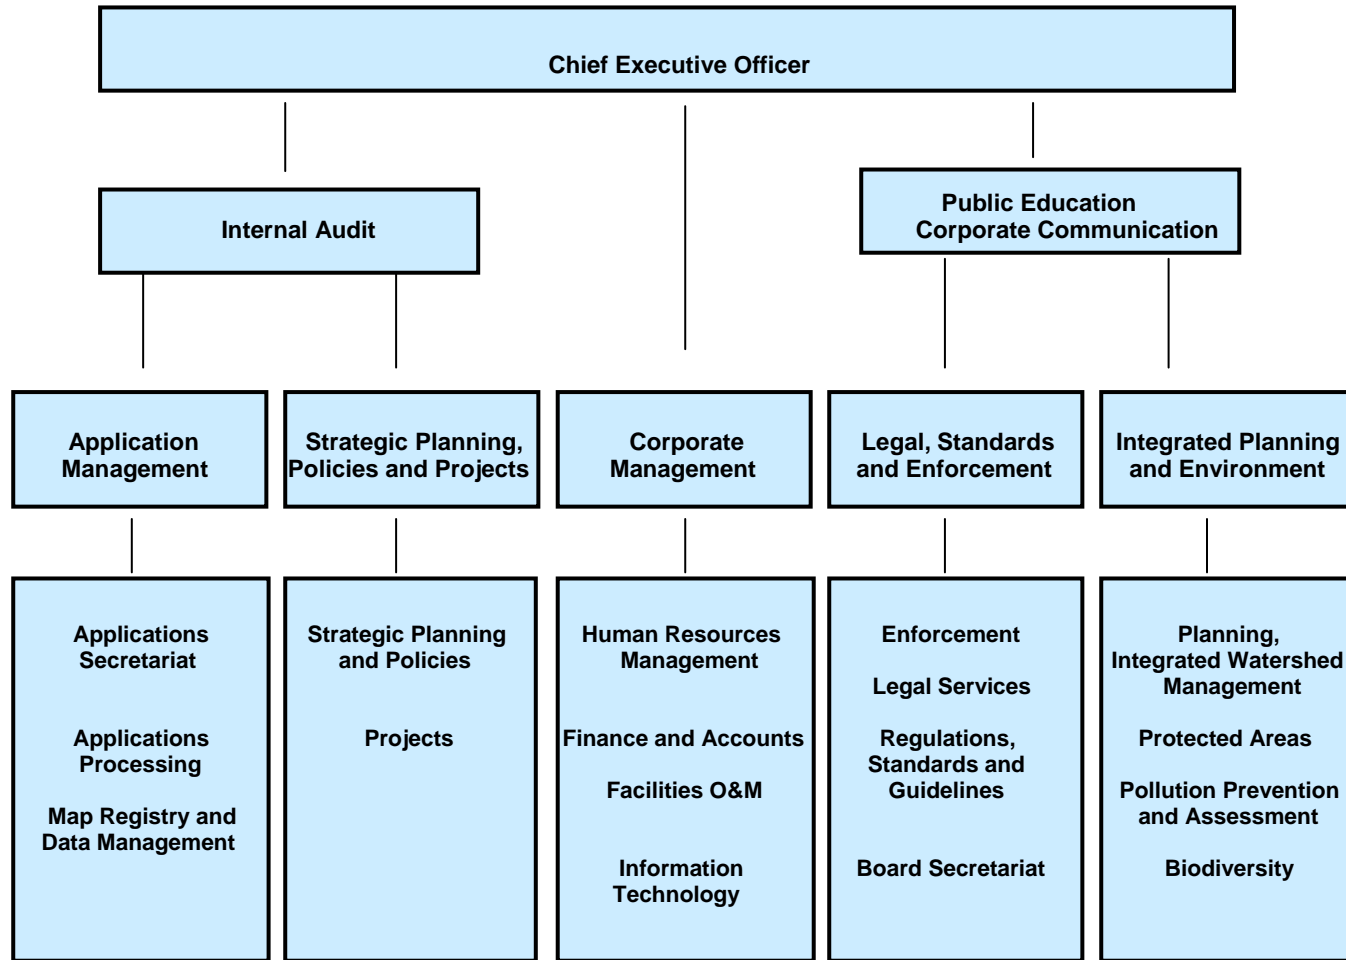 Chief Executive Officer
Internal Audit
Public Education
Corporate Communication
Application
Management
Strategic Planning,
Policies and Projects
Corporate
Management
Legal, Standards
and Enforcement
Integrated Planning
and Environment
Applications
Secretariat
Applications
Processing
Map Registry and
Data Management
Strategic Planning
and Policies
Projects
Human Resources
Management
Finance and Accounts
Facilities O&M
Information
Technology
Enforcement
Legal Services
Regulations,
Standards and
Guidelines
Board Secretariat
Planning,
Integrated Watershed
Management
Protected Areas
Pollution Prevention
and Assessment
Biodiversity